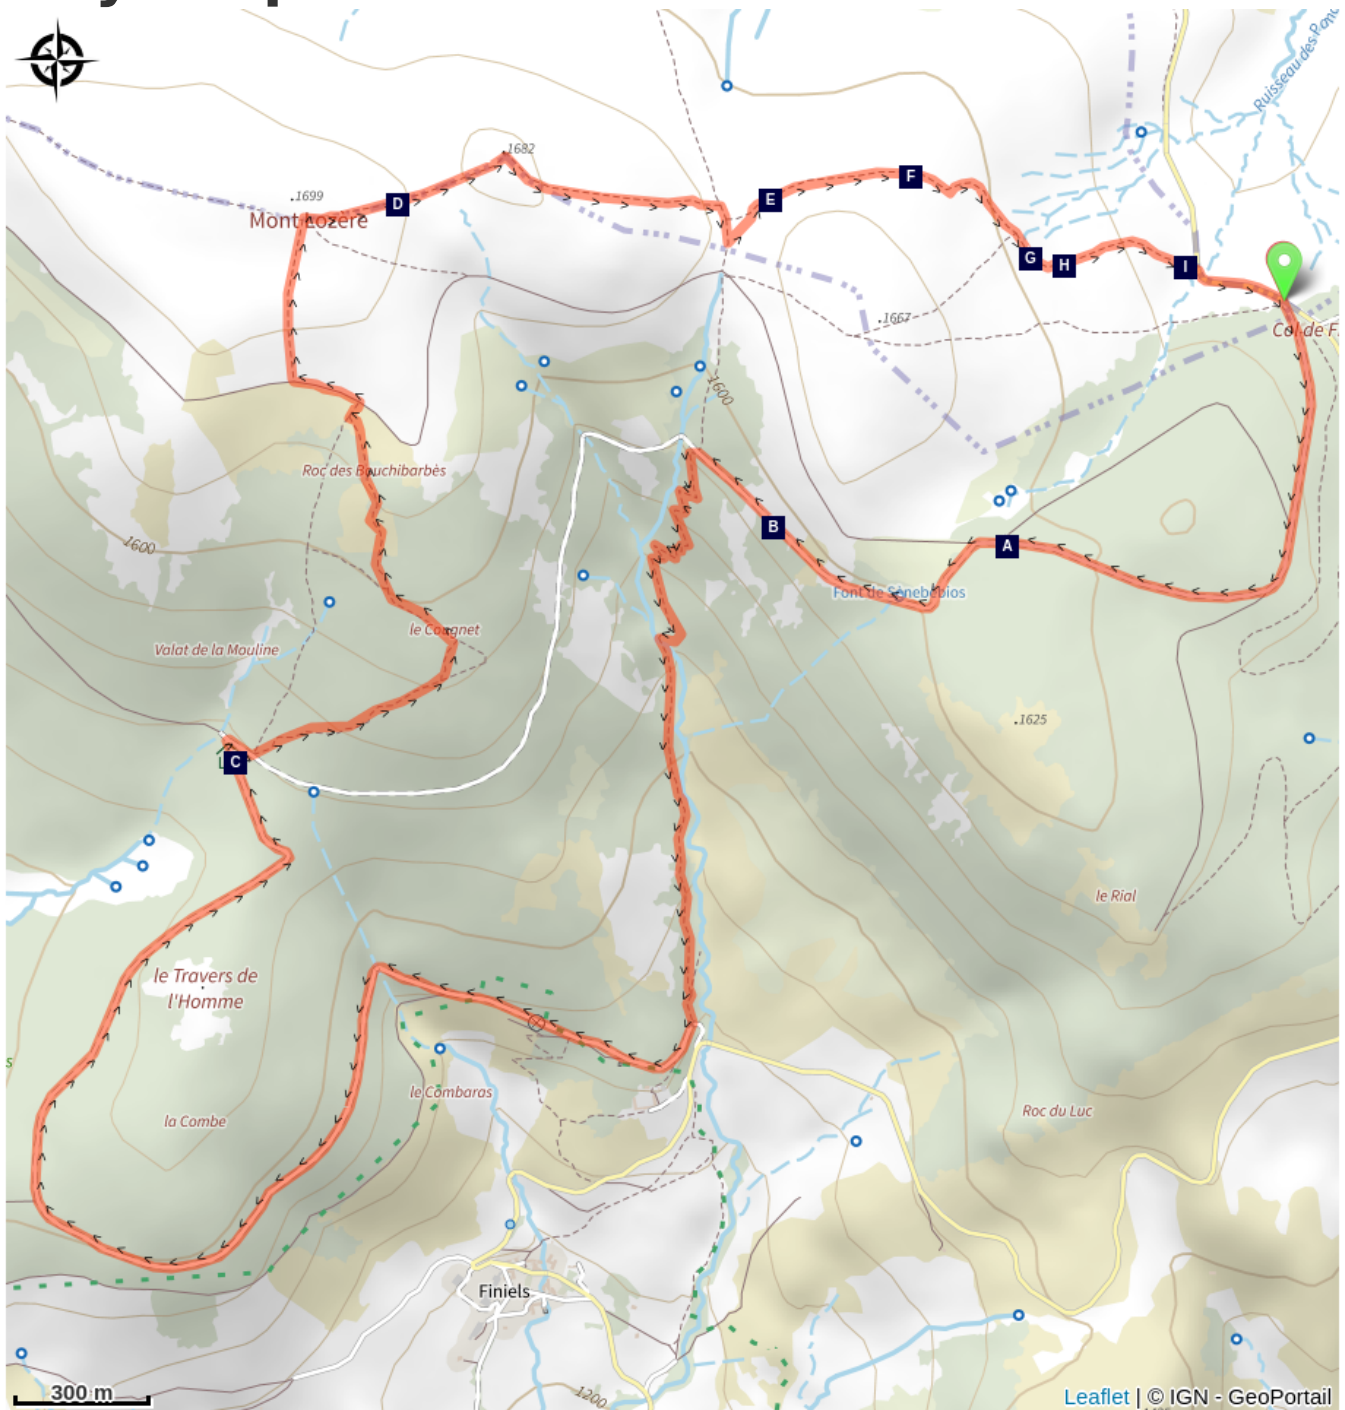 Ruisseau des Ponc
.1682
.1699
Mont Lozère
D
E
F
G
H
I
.1667
Col de F
1600
Roc des Bouchibarbès
B
A
1600
Font de Sènebébios
le Cougnet
Valat de la Mouline
.1625
C
le Rial
le Travers de
l'Homme
s
le Combaras
la Combe
Roc du Luc
Finiels
1200
300 m
Leaflet | © IGN - GeoPortail